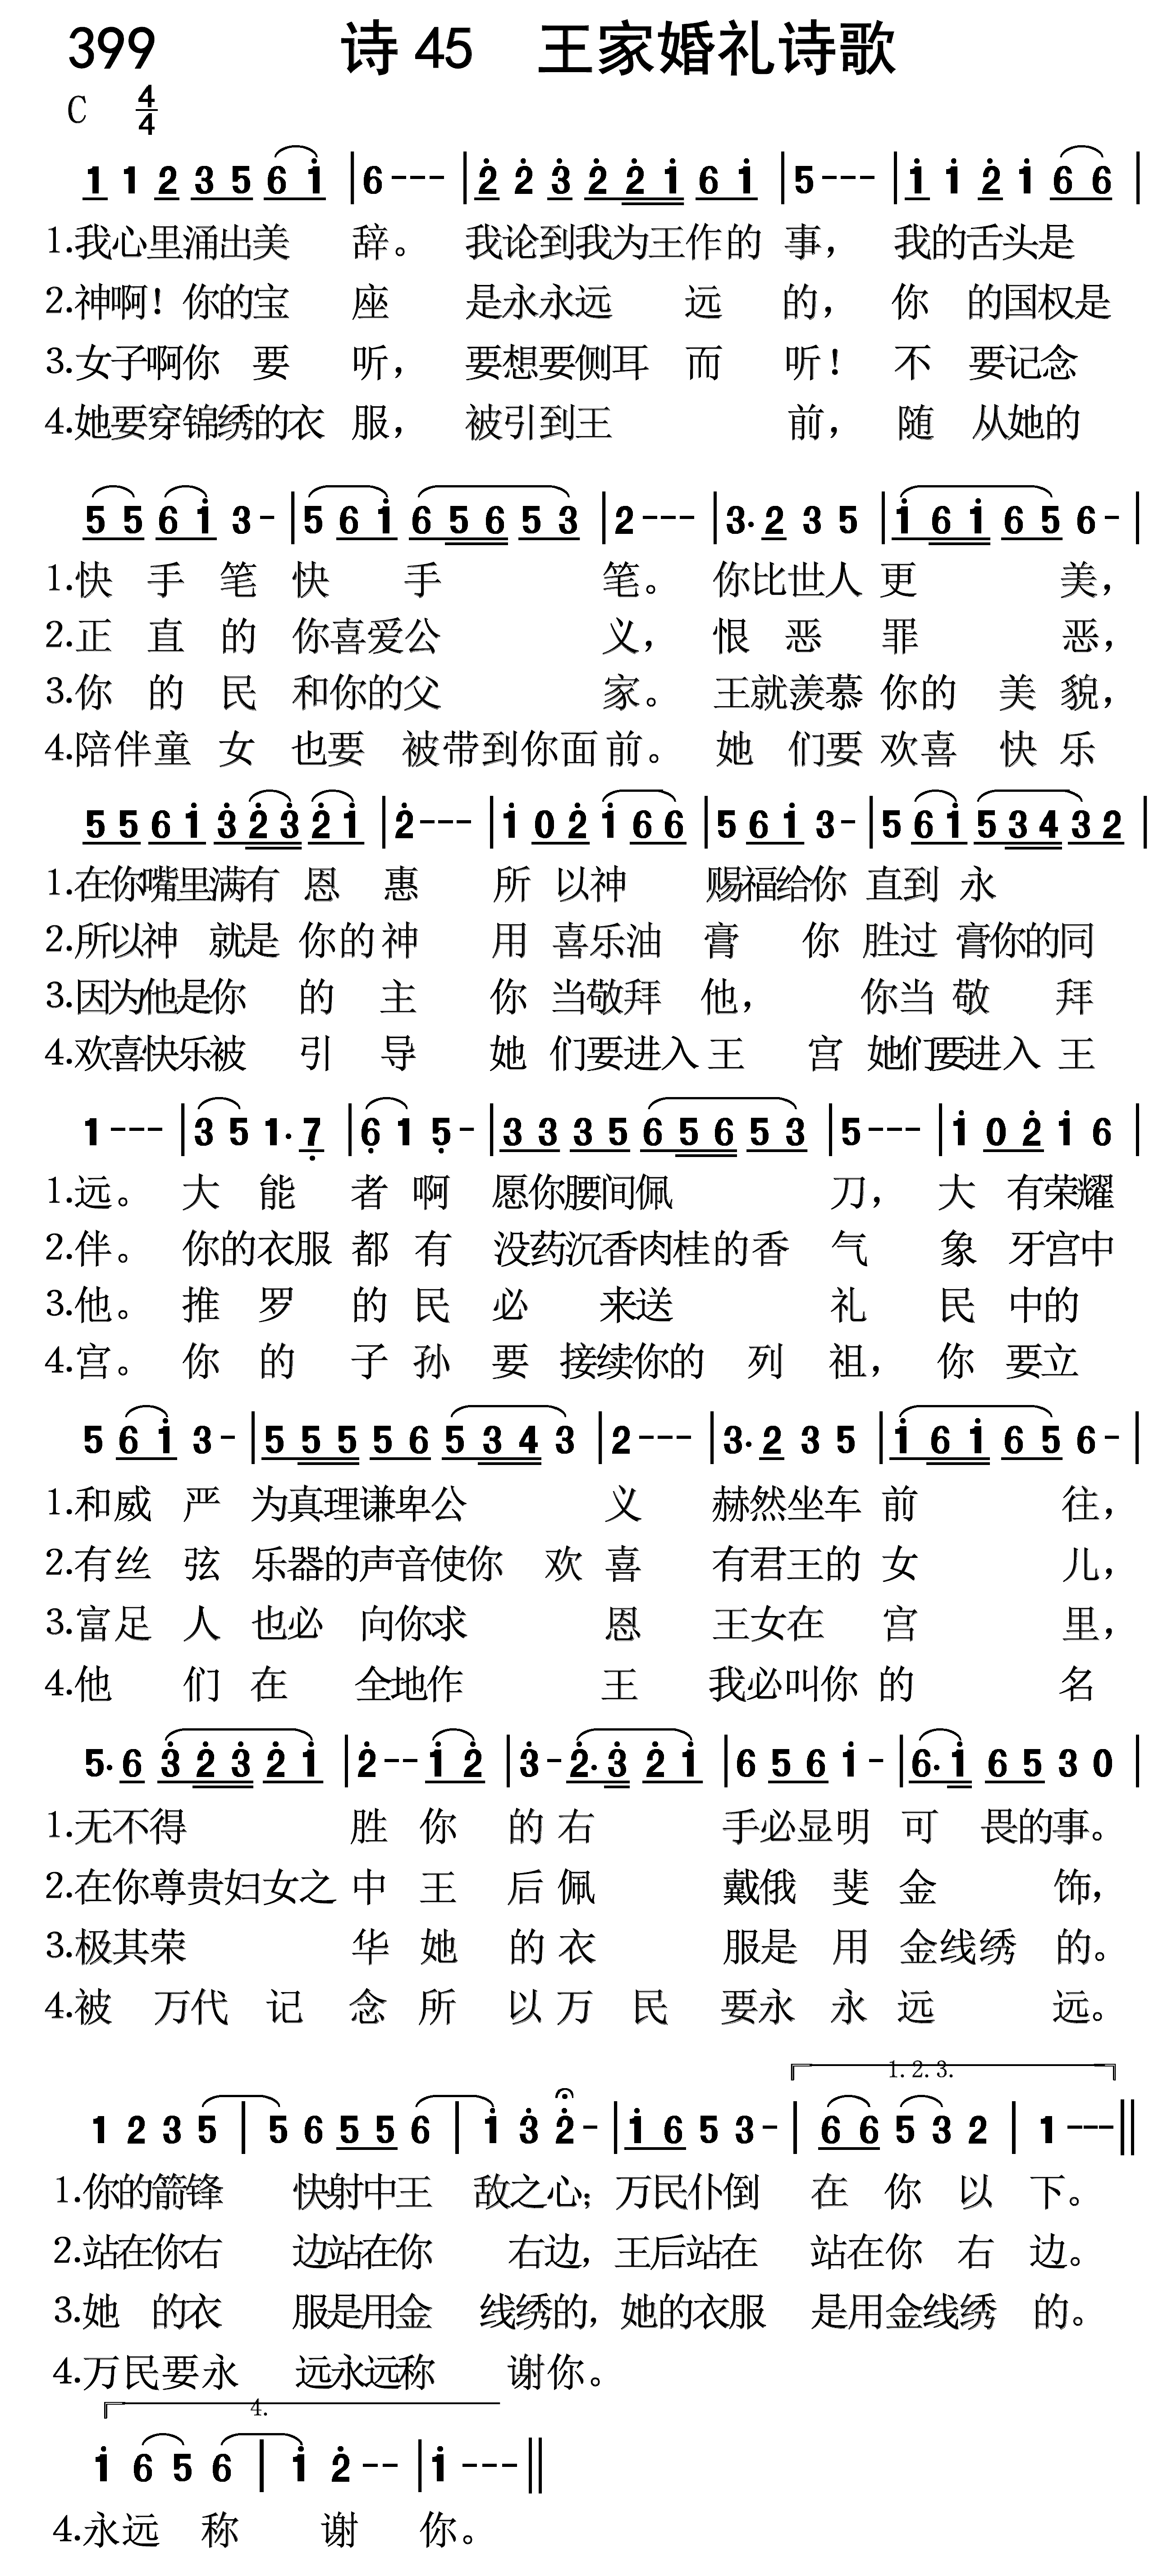 399 诗 45 王家婚礼诗歌
C 4/4
1 1 2 3 5 6 i | 6 - - - | 2̇ 2̇ 3̇ 2̇ 2̇ i 6 i | 5 - - - | i i 2̇ i 6 6 |
1.我心里涌出美 辞。 我论到我为王作的 事， 我的舌头是
2.神啊！你的宝 座 是永永远 远 的， 你 的国权是
3.女子啊你 要 听， 要想要侧耳 而 听！ 不 要记念
4.她要穿锦绣的衣 服， 被引到王 前， 随 从她的
5 5 6 i 3 - | 5 6 i 6 5 6 5 3 | 2 - - - | 3. 2 3 5 | i 6 i 6 5 6 - |
1.快 手 笔 快 手 笔。 你比世人 更 美，
2.正 直 的 你喜爱公 义， 恨 恶 罪 恶，
3.你 的 民 和你的父 家。 王就羡慕 你的 美 貌，
4.陪伴童 女 也要 被带到你面前。 她 们要 欢喜 快 乐
5 5 6 i 3̇ 2̇ 3̇ 2̇ i | 2̇ - - - | i 0 2̇ i 6 6 | 5 6 i 3 - | 5 6 i 5 3 4 3 2 |
1.在你嘴里满有 恩 惠 所 以神 赐福给你 直到 永
2.所以神 就是 你的神 用 喜乐油 膏 你 胜过 膏你的同
3.因为他是你 的 主 你 当敬拜 他， 你当 敬 拜
4.欢喜快乐被 引 导 她 们要进入 王 宫 她们要进入 王
1 - - - | 3 5 1. 7̣ | 6̣ 1 5̣ - | 3 3 3 5 6 5 6 5 3 | 5 - - - | i 0 2̇ i 6 |
1.远。 大 能 者 啊 愿你腰间佩 刀， 大 有荣耀
2.伴。 你的衣服 都 有 没药沉香肉桂的香 气 象 牙宫中
3.他。 推 罗 的 民 必 来送 礼 民 中的
4.宫。 你 的 子 孙 要 接续你的 列 祖， 你 要立
5 6 i 3 - | 5 5 5 5 6 5 3 4 3 | 2 - - - | 3. 2 3 5 | i 6 i 6 5 6 - |
1.和威 严 为真理谦卑公 义 赫然坐车 前 往，
2.有丝 弦 乐器的声音使你 欢 喜 有君王的 女 儿，
3.富足 人 也必 向你求 恩 王女在 宫 里，
4.他 们 在 全地作 王 我必叫你 的 名
5. 6 3̇ 2̇ 3̇ 2̇ i | 2̇ - - i 2̇ | 3̇ - 2̇. 3̇ 2̇ i | 6 5 6 i - | 6. i 6 5 3 0 |
1.无不得 胜 你 的 右 手必显明 可 畏的事。
2.在你尊贵妇女之 中 王 后 佩 戴俄 斐 金 饰，
3.极其荣 华 她 的 衣 服是 用 金线绣 的。
4.被 万代 记 念 所 以 万 民 要永 永 远 远。
1. 2. 3.
1 2 3 5 | 5 6 5 5 6 | i 3̇ 2̇ - | i 6 5 3 - | 6 6 5 3 2 | 1 - - - ‖
1.你的箭锋 快射中王 敌之心；万民仆倒 在 你 以 下。
2.站在你右 边站在你 右边，王后站在 站在你 右 边。
3.她 的衣 服是用金 线绣的，她的衣服 是用金线绣 的。
4.万民要永 远永远称 谢你。
4.
i 6 5 6 | i 2̇ - - | i - - - ‖
4.永远 称 谢 你。